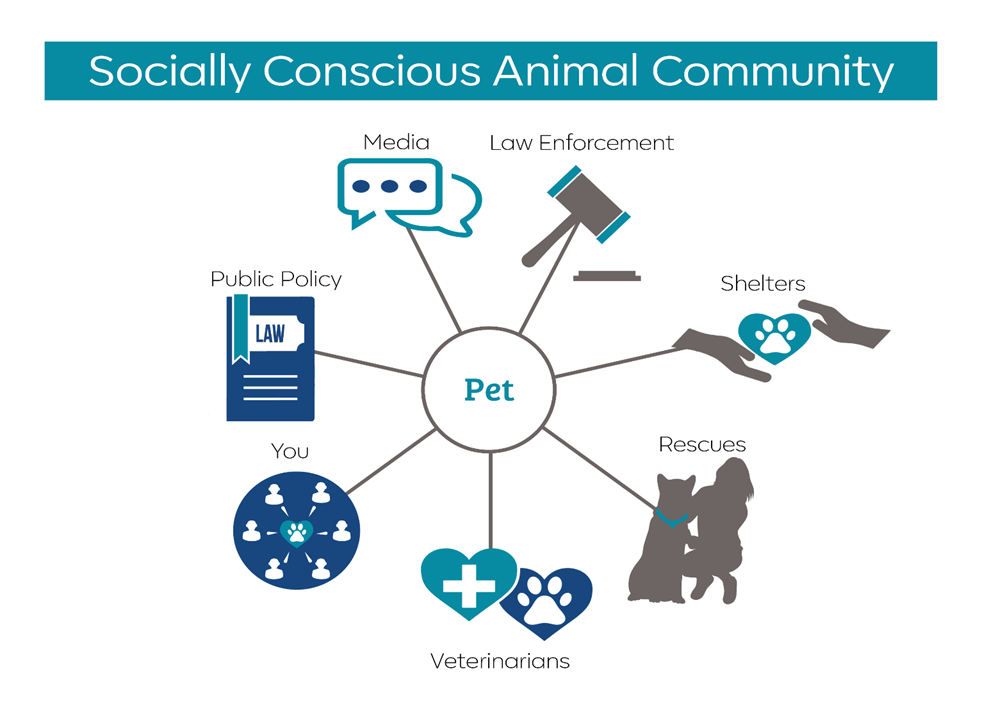 Socially Conscious Animal Community
Media
Law Enforcement
Public Policy
LAW
Shelters
Pet
You
Rescues
Veterinarians